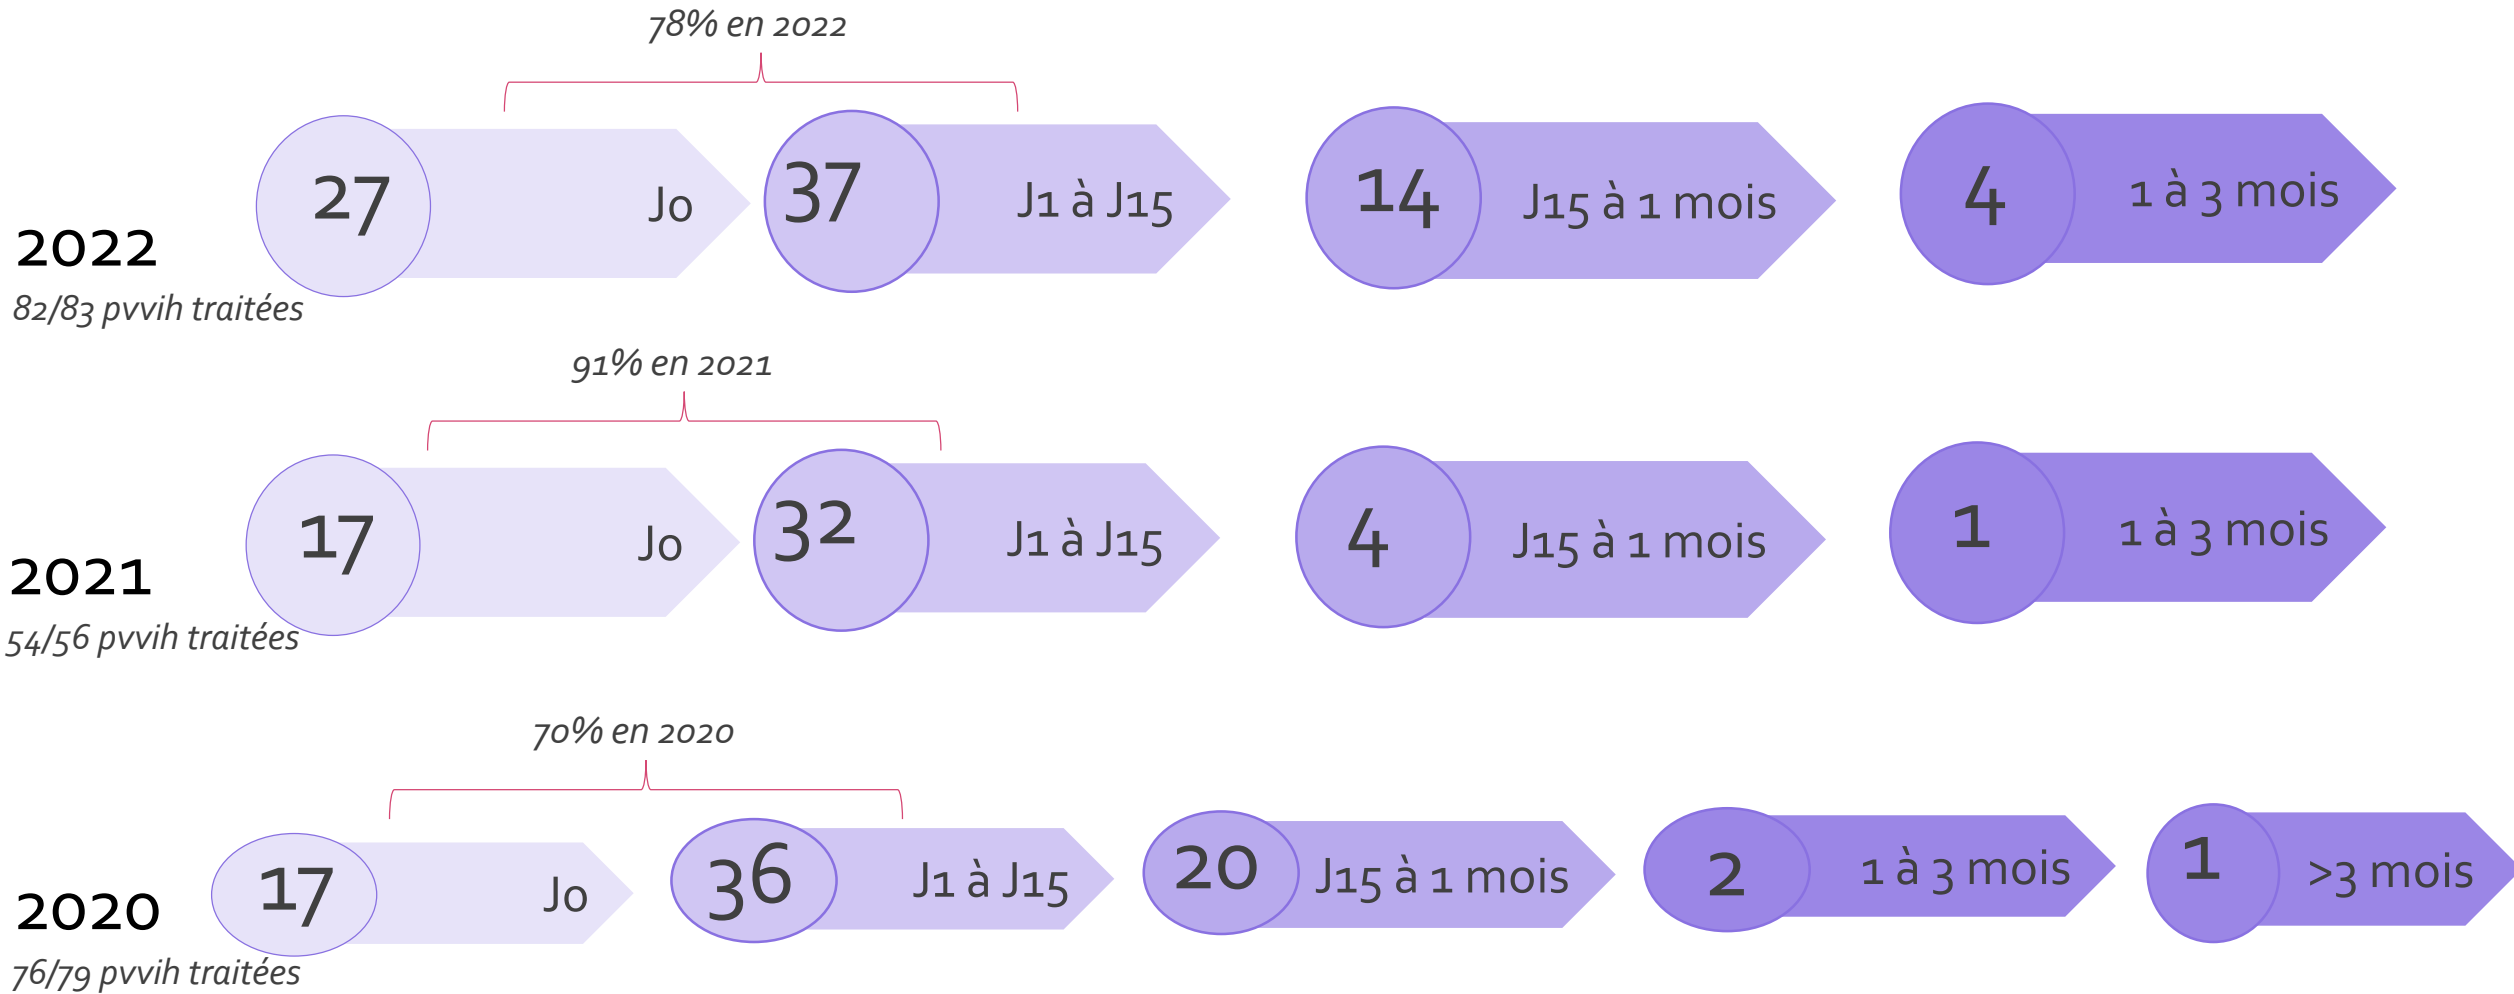 78% en 2022
27
J0
37
J1 à J15
14
J15 à 1 mois
4
1 à 3 mois
2022
82/83 pvvih traitées
91% en 2021
17
J0
32
J1 à J15
4
J15 à 1 mois
1
1 à 3 mois
2021
54/56 pvvih traitées
70% en 2020
17
J0
36
J1 à J15
20
J15 à 1 mois
2
1 à 3 mois
1
>3 mois
2020
76/79 pvvih traitées